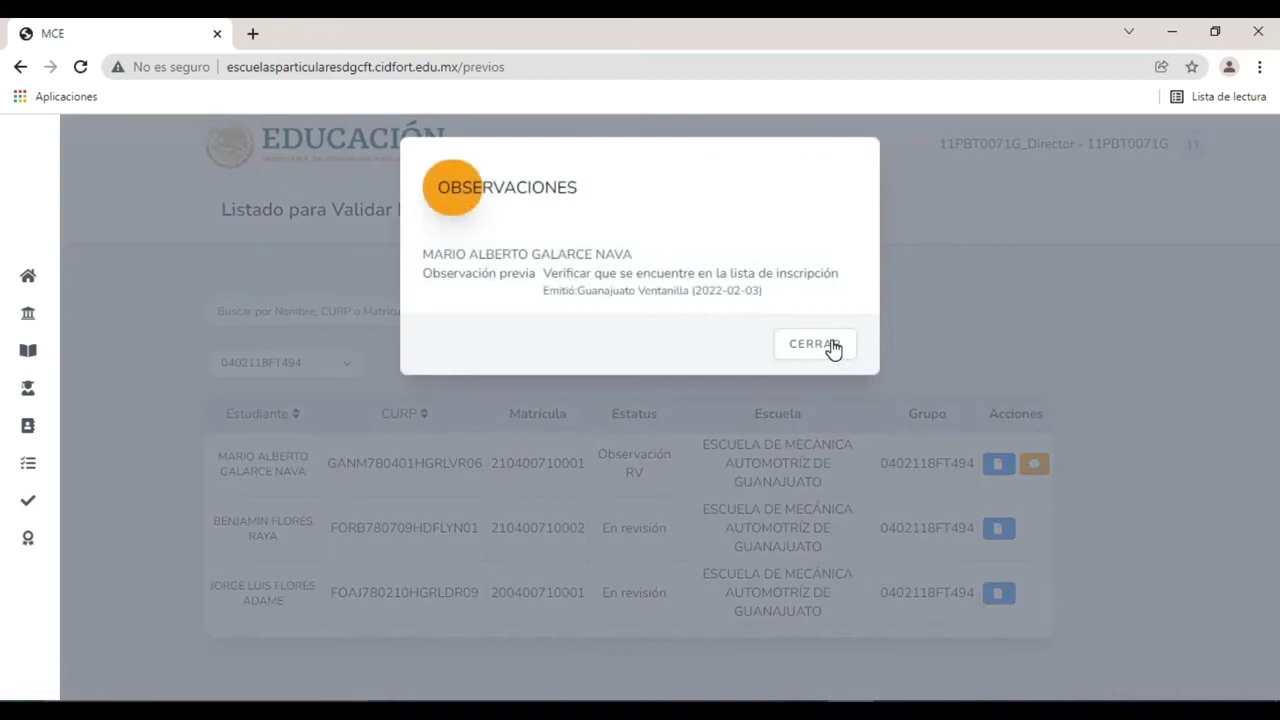 MCE
No es seguro
escuelasparticularesdgcft.cidfort.edu.mx/previos
Aplicaciones
Lista de lectura
EDUCACIÓN
11PBT0071G_Director - 11PBT0071G
11
Listado para Validar
OBSERVACIONES
MARIO ALBERTO GALARCE NAVA
Observación previa Verificar que se encuentre en la lista de inscripción
Emitió:Guanajuato Ventanilla (2022-02-03)
CERRAR
Buscar por Nombre, CURP o Matrícu
0402118FT494
Estudiante CURP Matrícula Estatus Escuela Grupo Acciones
MARIO ALBERTO
GALARCE NAVA
GANM780401HGRLVR06
210400710001
Observación
RV
ESCUELA DE MECÁNICA
AUTOMOTRÍZ DE
GUANAJUATO
0402118FT494
BENJAMIN FLORES
RAYA
FORB780709HDFLYN01
210400710002
En revisión
ESCUELA DE MECÁNICA
AUTOMOTRÍZ DE
GUANAJUATO
0402118FT494
JORGE LUIS FLORES
ADAME
FOAJ780210HGRLDR09
200400710001
En revisión
ESCUELA DE MECÁNICA
AUTOMOTRÍZ DE
GUANAJUATO
0402118FT494